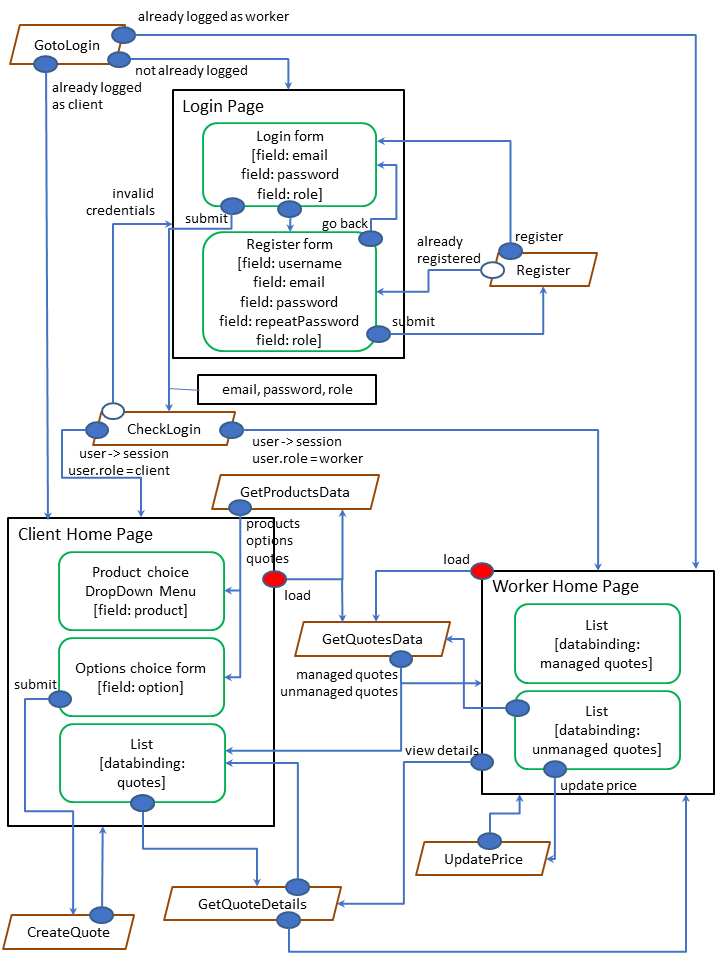 already logged as worker
GotoLogin
not already logged
already logged
as client
Login Page
Login form
[field: email
field: password
field: role]
invalid
credentials
submit
go back
Register form
[field: username
field: email
field: password
field: repeatPassword
field: role]
already
registered
register
Register
submit
email, password, role
CheckLogin
user -> session
user.role = client
user -> session
user.role = worker
GetProductsData
products
options
quotes
Client Home Page
load
load
Product choice
DropDown Menu
[field: product]
Worker Home Page
List
[databinding:
managed quotes]
GetQuotesData
managed quotes
unmanaged quotes
Options choice form
[field: option]
submit
List
[databinding:
unmanaged quotes]
List
[databinding:
quotes]
view details
update price
UpdatePrice
GetQuoteDetails
CreateQuote